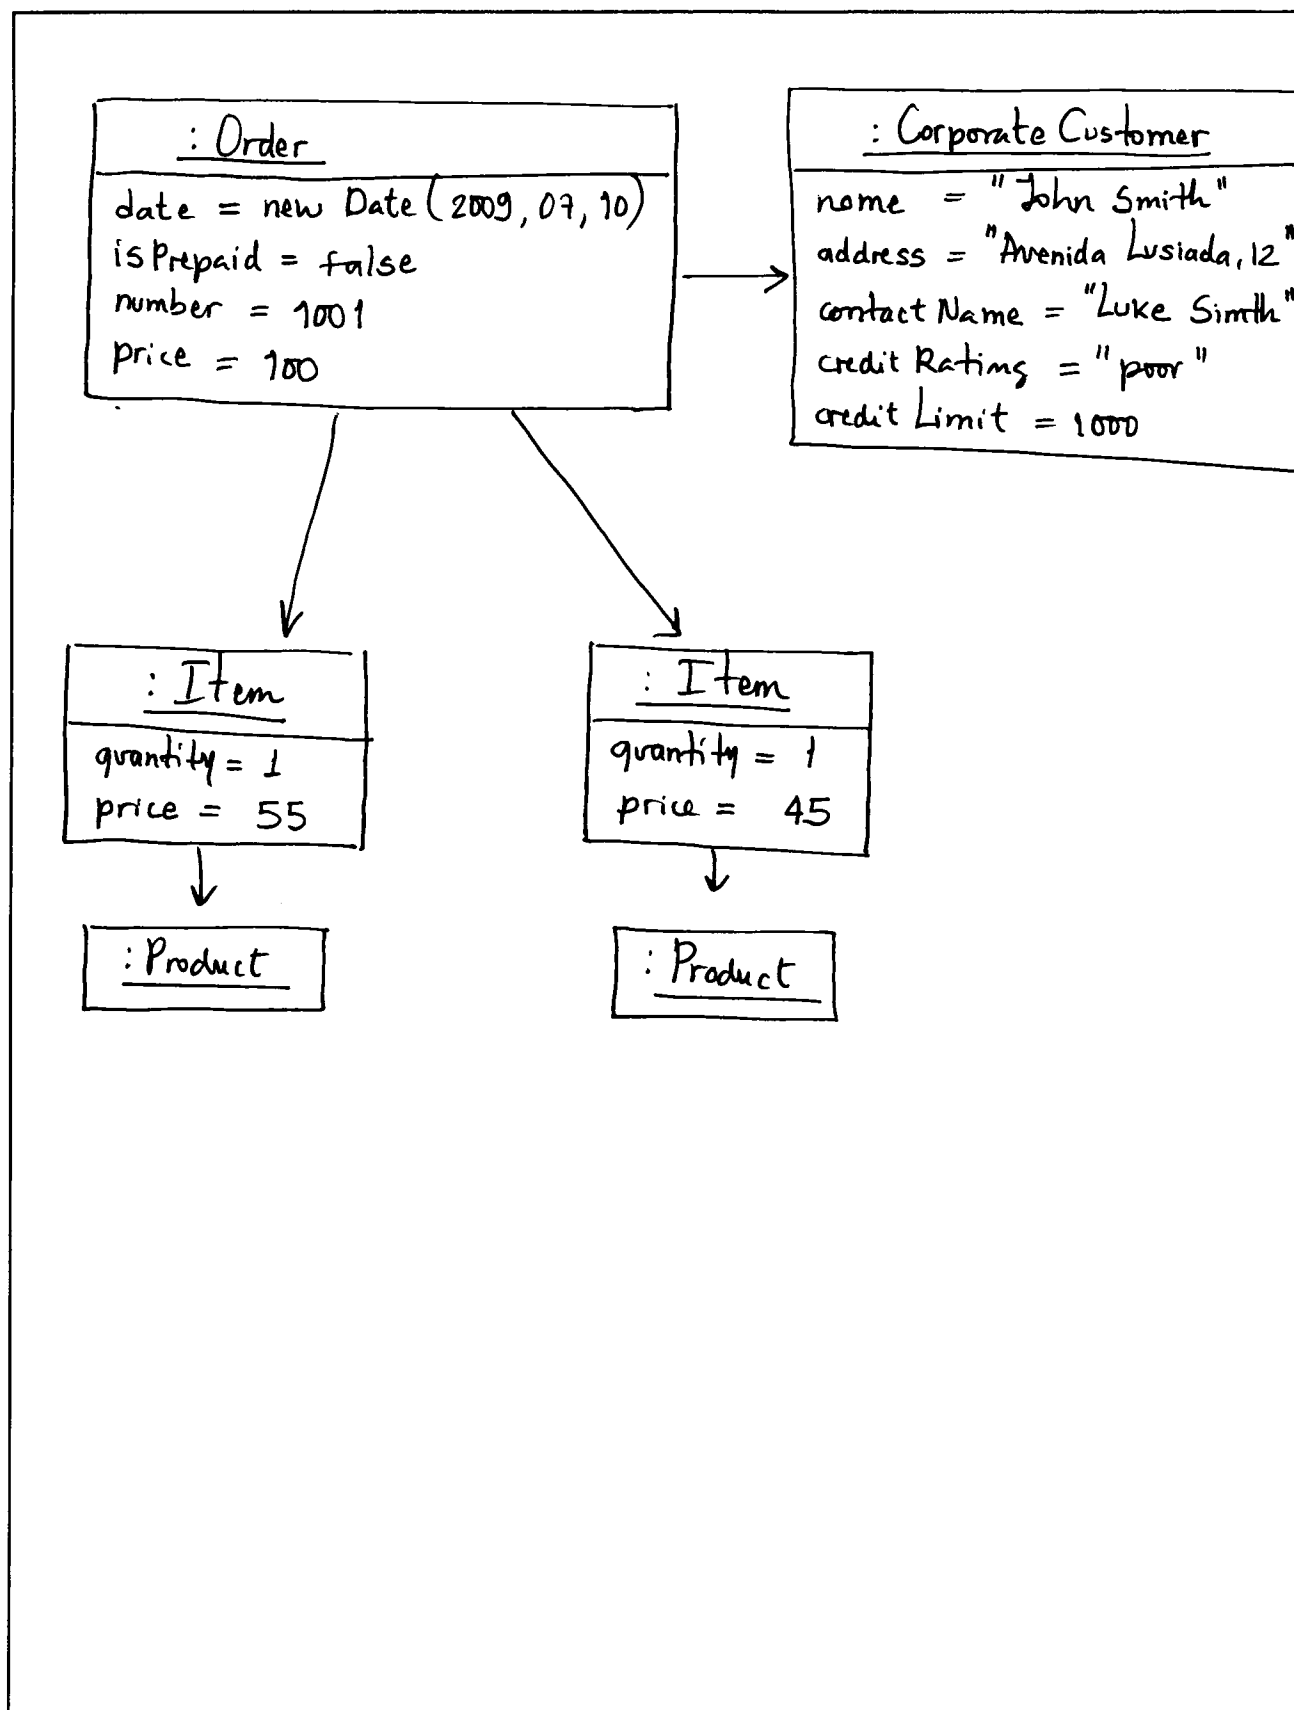 : Order
date = new Date (2009, 07, 10)
isPrepaid = false
number = 1001
price = 100
: Corporate Customer
name = "John Smith"
address = "Avenida Lusiada, 12"
contact Name = "Luke Simth"
credit Rating = "poor"
credit Limit = 1000
: Item
quantity = 1
price = 55
: Item
quantity = 1
price = 45
: Product
: Product